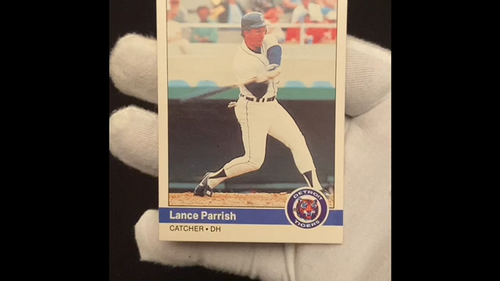 Lance Parrish
CATCHER • DH
DETROIT
TIGERS